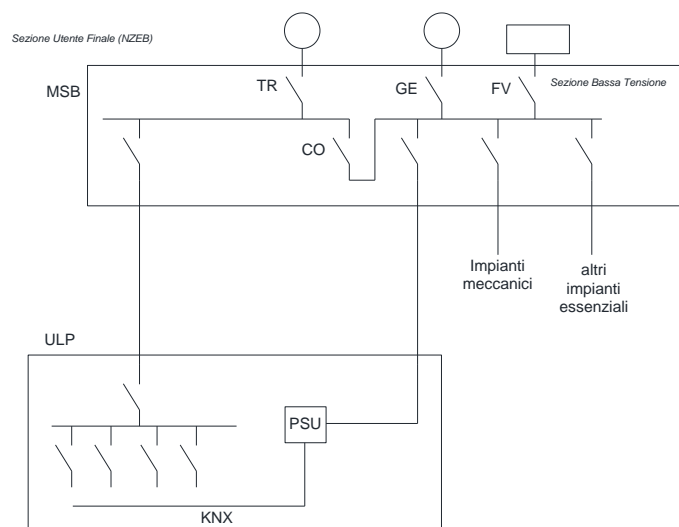 Sezione Utente Finale (NZEB)
MSB
TR
GE
FV
Sezione Bassa Tensione
CO
Impianti
meccanici
altri
impianti
essenziali
ULP
PSU
KNX